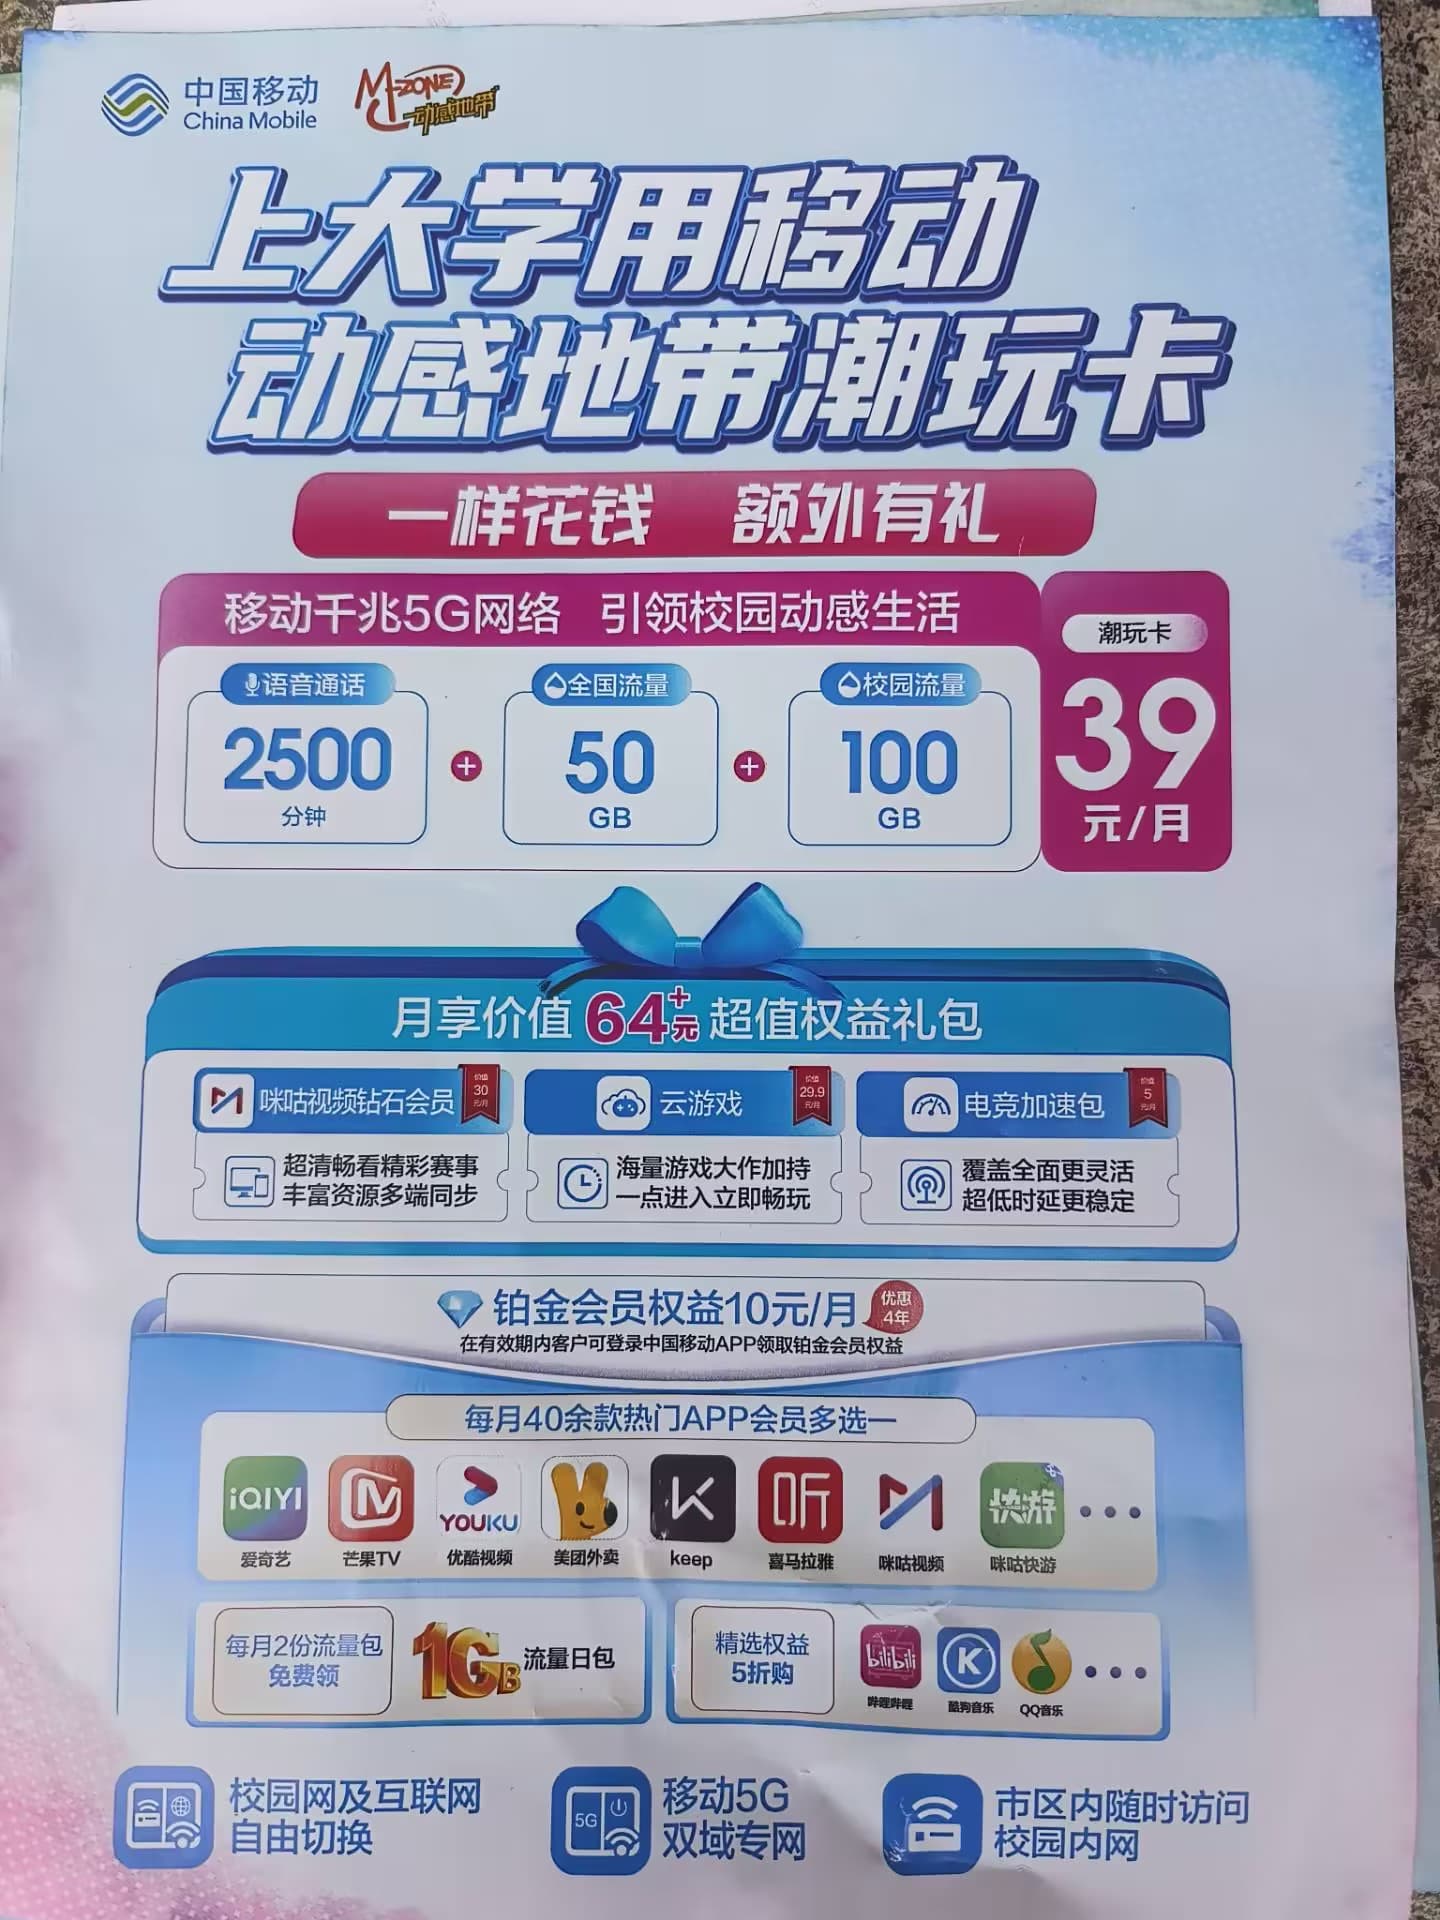 中国移动
China Mobile
M-ZONE
动感地带
上大学用移动
动感地带潮玩卡
一样花钱 额外有礼
移动千兆5G网络 引领校园动感生活
潮玩卡
39
元/月
语音通话
2500
分钟
+
全国流量
50
GB
+
校园流量
100
GB
月享价值64+元超值权益礼包
咪咕视频钻石会员
价值
30
元/月
超清畅看精彩赛事
丰富资源多端同步
云游戏
价值
29.9
元/月
海量游戏大作加持
一点进入立即畅玩
电竞加速包
价值
5
元/月
覆盖全面更灵活
超低时延更稳定
铂金会员权益10元/月
优惠
4年
在有效期内客户可登录中国移动APP领取铂金会员权益
每月40余款热门APP会员多选一
iQIYI
爱奇艺
芒果TV
YOUKU
优酷视频
美团外卖
K
keep
听
喜马拉雅
咪咕视频
快游
咪咕快游
每月2份流量包
免费领
1GB
流量日包
精选权益
5折购
bilibili
哔哩哔哩
K
酷狗音乐
QQ音乐
校园网及互联网
自由切换
5G
移动5G
双域专网
市区内随时访问
校园内网